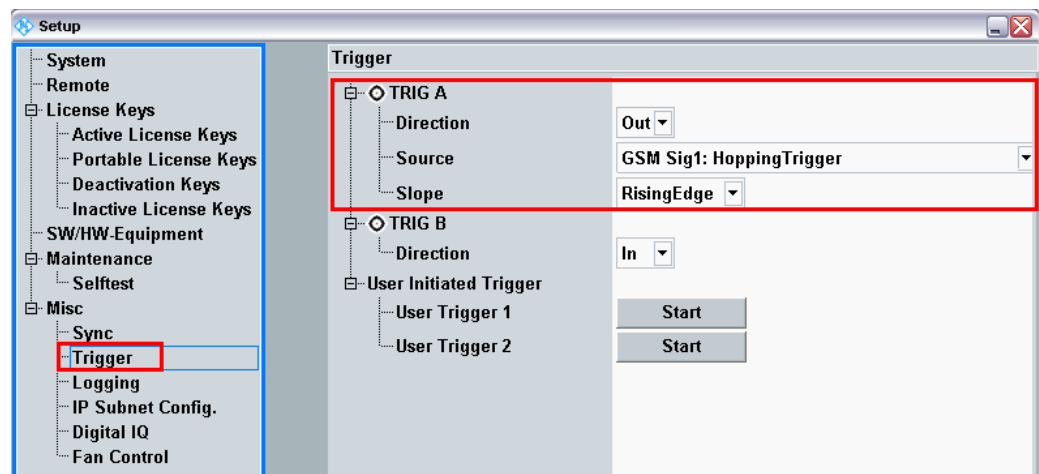 Setup
System
Remote
License Keys
Active License Keys
Portable License Keys
Deactivation Keys
Inactive License Keys
SW/HW-Equipment
Maintenance
Selftest
Misc
Sync
Trigger
Logging
IP Subnet Config.
Digital IQ
Fan Control
Trigger
TRIG A
Direction Out
Source GSM Sig1: HoppingTrigger
Slope RisingEdge
TRIG B
Direction In
User Initiated Trigger
User Trigger 1 Start
User Trigger 2 Start